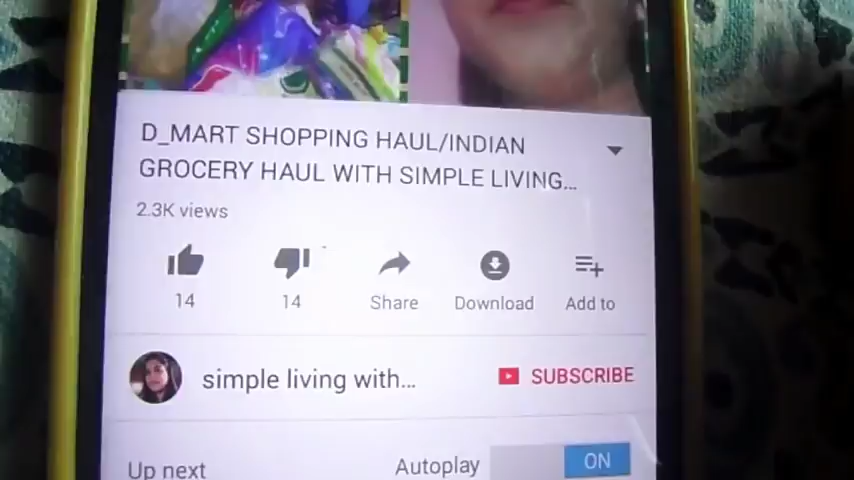 D_MART SHOPPING HAUL/INDIAN
GROCERY HAUL WITH SIMPLE LIVING...
2.3K views
14 14 Share Download Add to
simple living with... SUBSCRIBE
Up next Autoplay ON